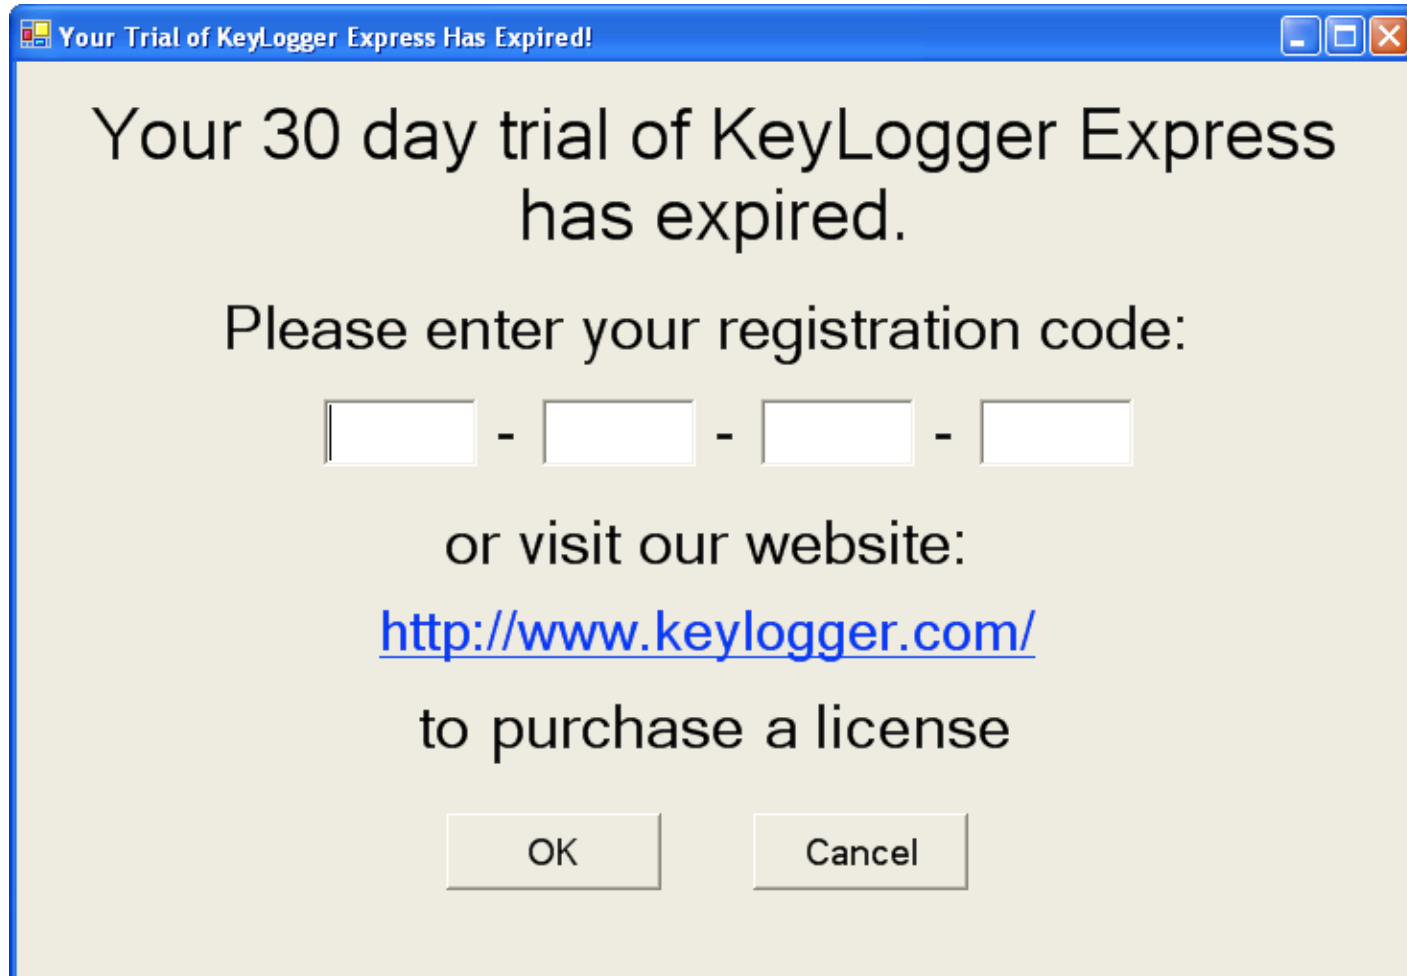 Your Trial of KeyLogger Express Has Expired!
Your 30 day trial of KeyLogger Express
has expired.
Please enter your registration code:
- - -
or visit our website:
http://www.keylogger.com/
to purchase a license
OK Cancel